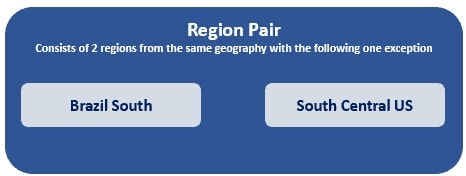 Region Pair
Consists of 2 regions from the same geography with the following one exception
Brazil South
South Central US